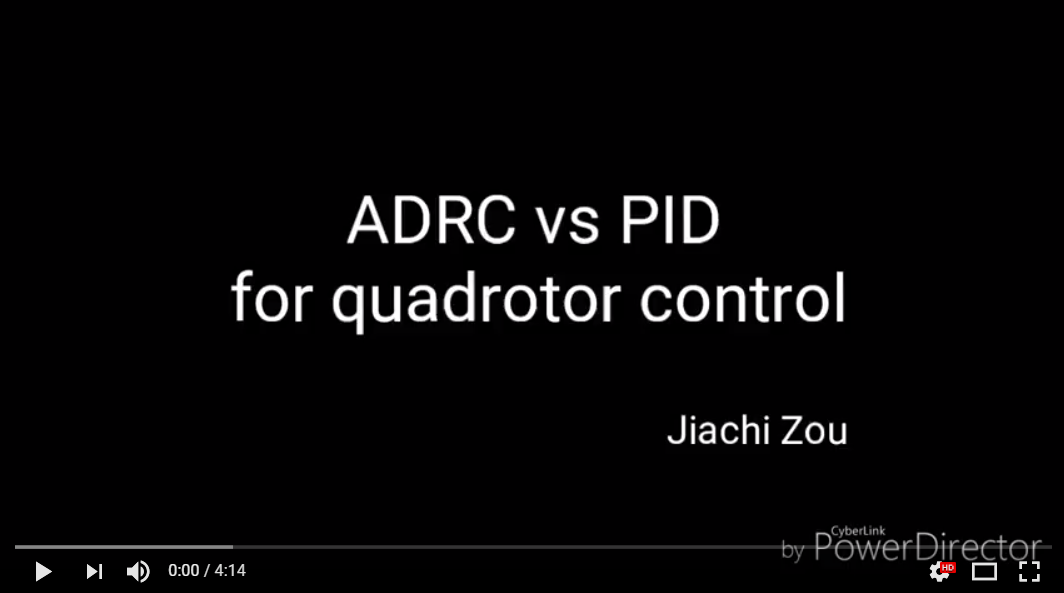 ADRC vs PID
for quadrotor control
Jiachi Zou
CyberLink
by PowerDirector
0:00 / 4:14
HD